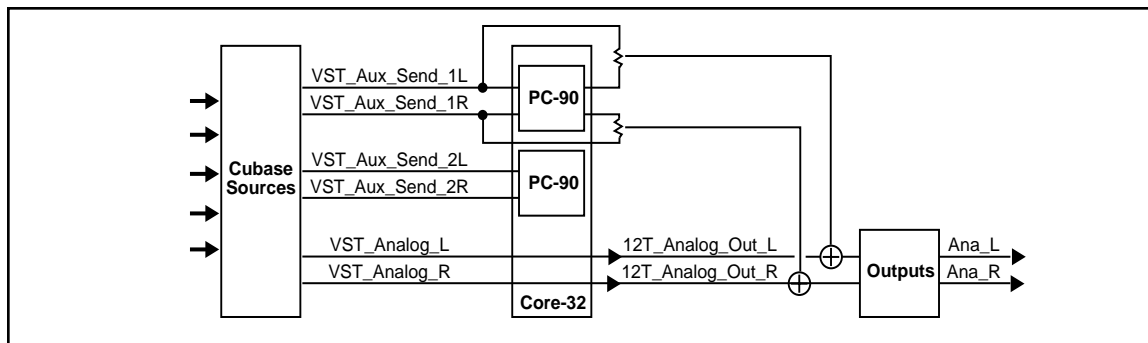 VST_Aux_Send_1L
VST_Aux_Send_1R
PC-90
Cubase
Sources
VST_Aux_Send_2L
VST_Aux_Send_2R
PC-90
VST_Analog_L
VST_Analog_R
12T_Analog_Out_L
12T_Analog_Out_R
Core-32
Outputs
Ana_L
Ana_R